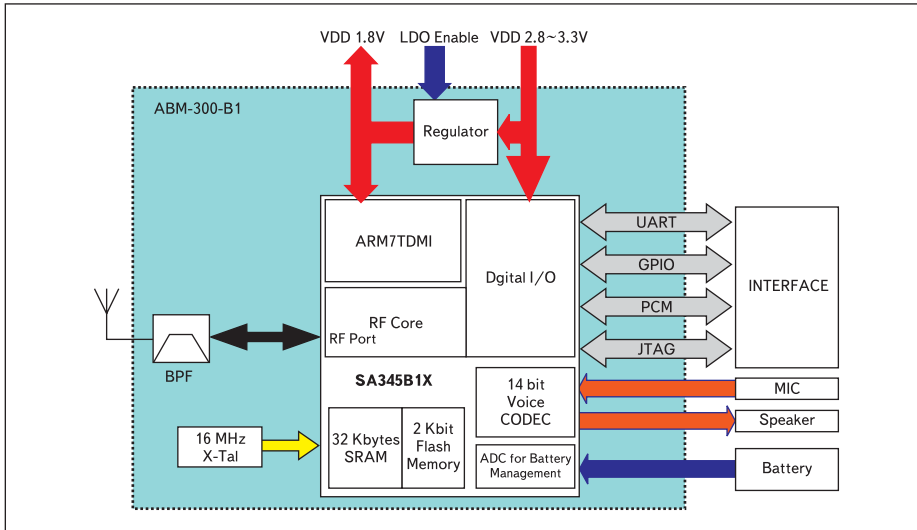 VDD 1.8V
LDO Enable
VDD 2.8~3.3V
ABM-300-B1
Regulator
ARM7TDMI
Dgital I/O
RF Core
RF Port
BPF
SA345B1X
16 MHz
X-Tal
32 Kbytes
SRAM
2 Kbit
Flash
Memory
14 bit
Voice
CODEC
ADC for Battery
Management
UART
GPIO
PCM
JTAG
INTERFACE
MIC
Speaker
Battery